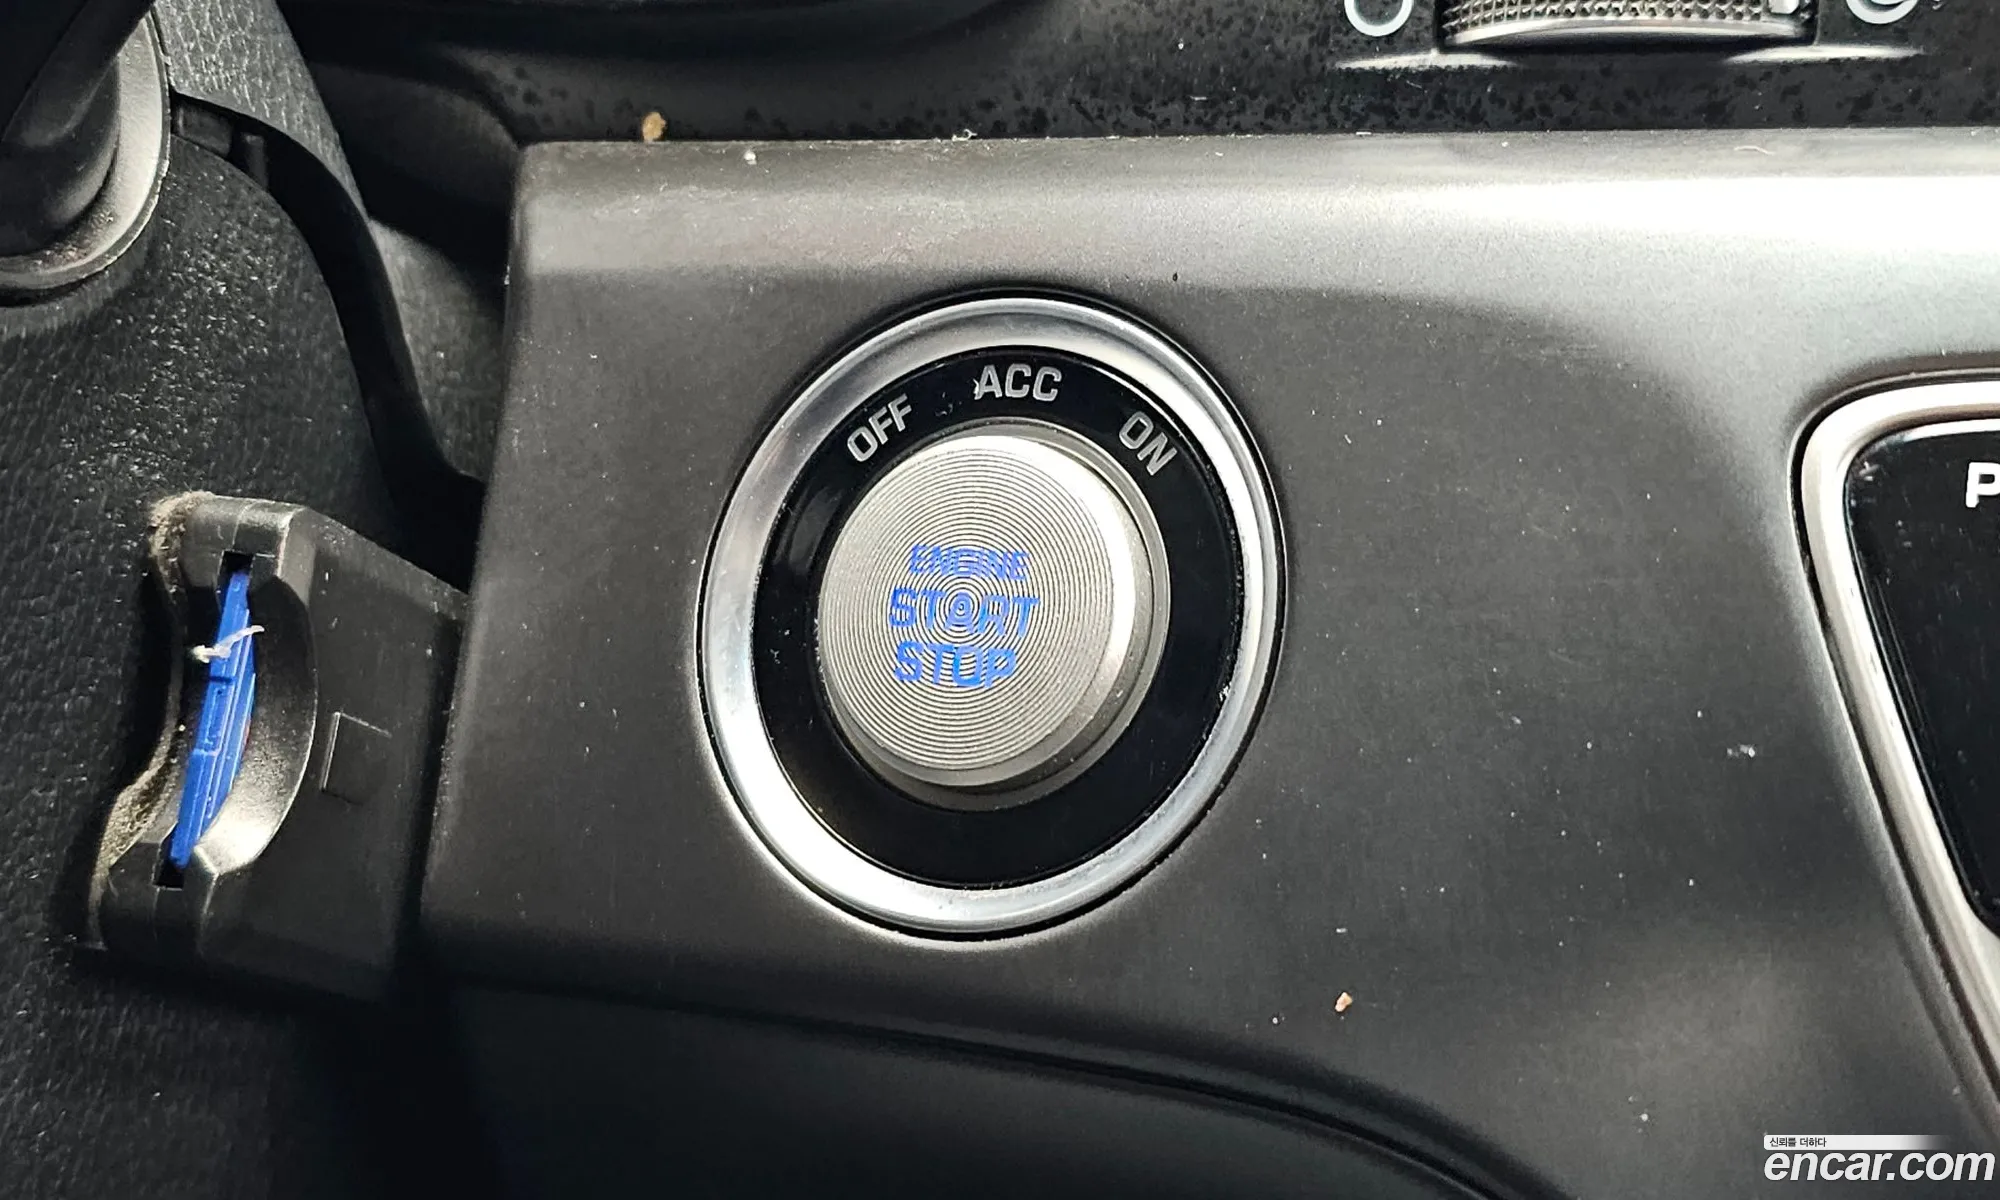 OFF ACC ON
ENGINE
START
STOP
P
신뢰를 더하다
encar.com